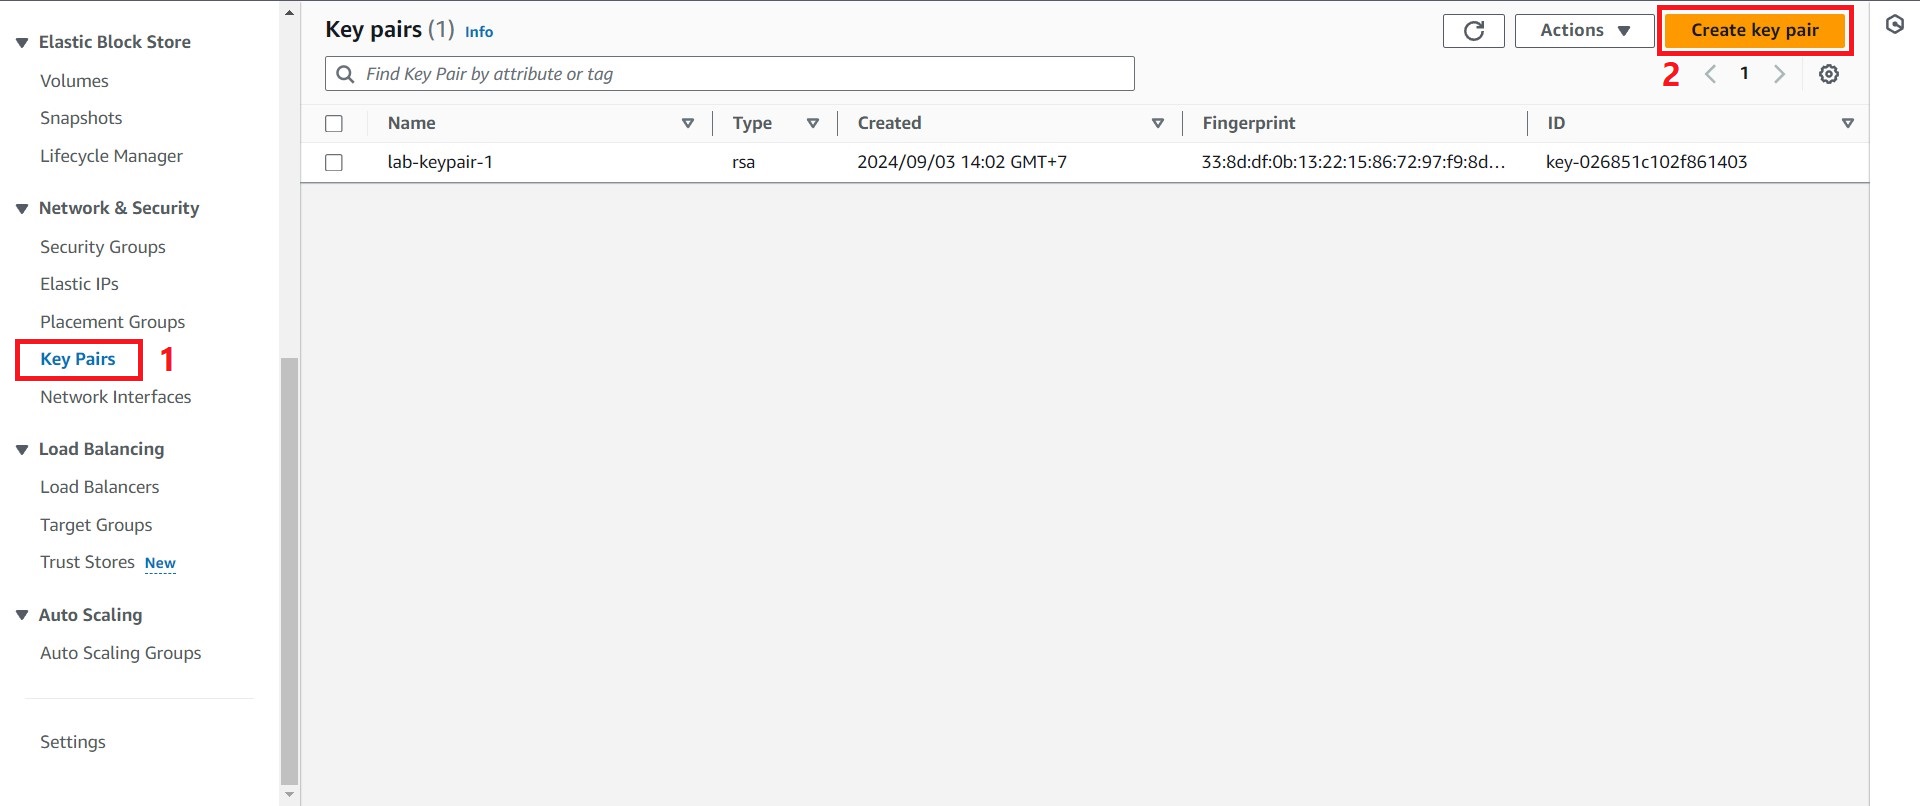 Elastic Block Store
Volumes
Snapshots
Lifecycle Manager
Network & Security
Security Groups
Elastic IPs
Placement Groups
Key Pairs 1
Network Interfaces
Load Balancing
Load Balancers
Target Groups
Trust Stores New
Auto Scaling
Auto Scaling Groups
Settings
Key pairs (1) Info
Actions
Create key pair
Find Key Pair by attribute or tag
2 1
Name Type Created Fingerprint ID
lab-keypair-1 rsa 2024/09/03 14:02 GMT+7 33:8d:df:0b:13:22:15:86:72:97:f9:8d... key-026851c102f861403